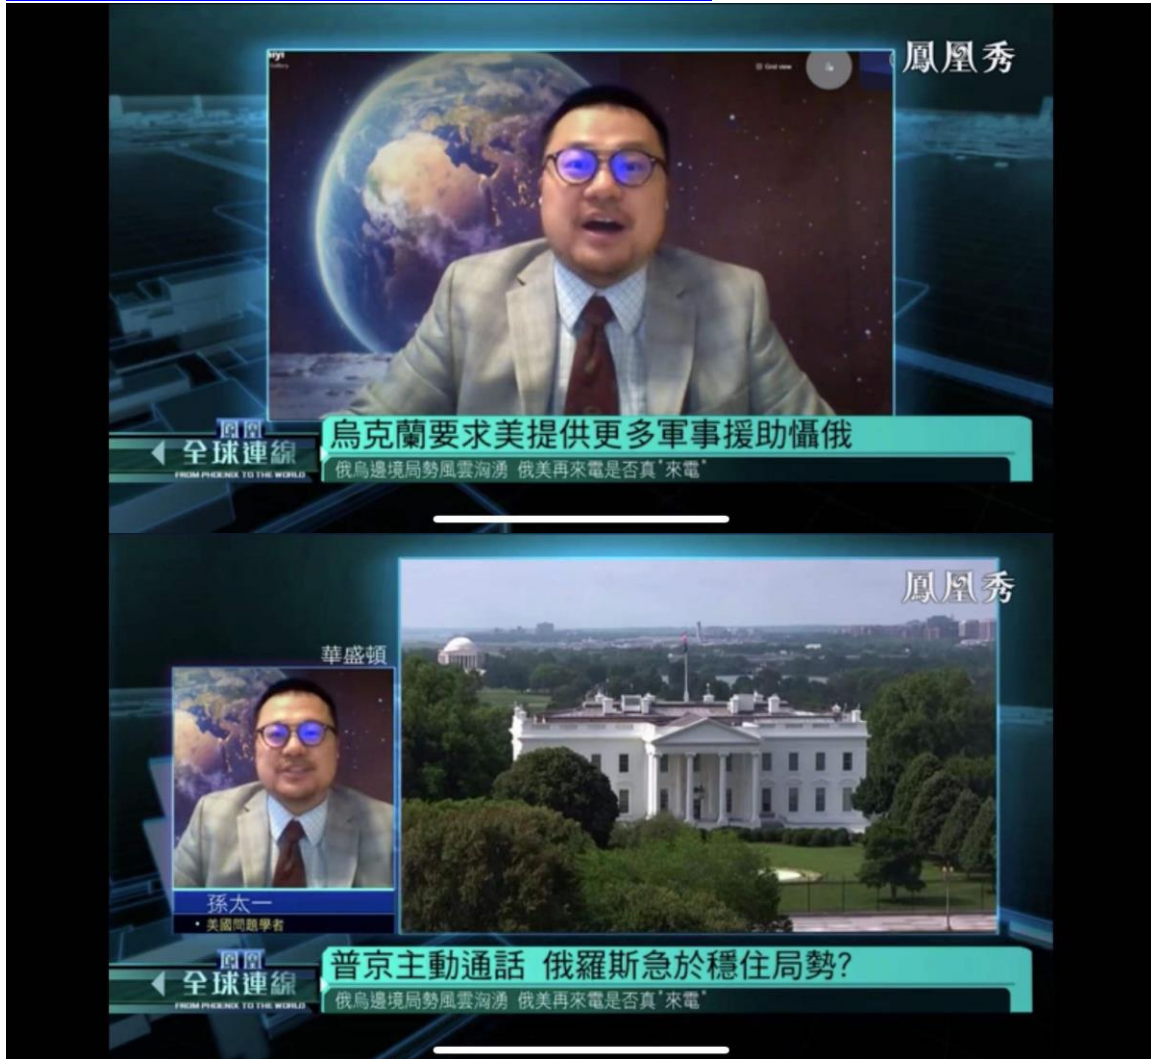 鳳凰秀
Grid view
烏克蘭要求美提供更多軍事援助懾俄
鳳凰
全球連線
FROM PHOENIX TO THE WORLD
俄烏邊境局勢風雲洶湧 俄美再來電是否真"來電"
鳳凰秀
華盛頓
孫太一
• 美國問題學者
普京主動通話 俄羅斯急於穩住局勢?
鳳凰
全球連線
FROM PHOENIX TO THE WORLD
俄烏邊境局勢風雲洶湧 俄美再來電是否真"來電"